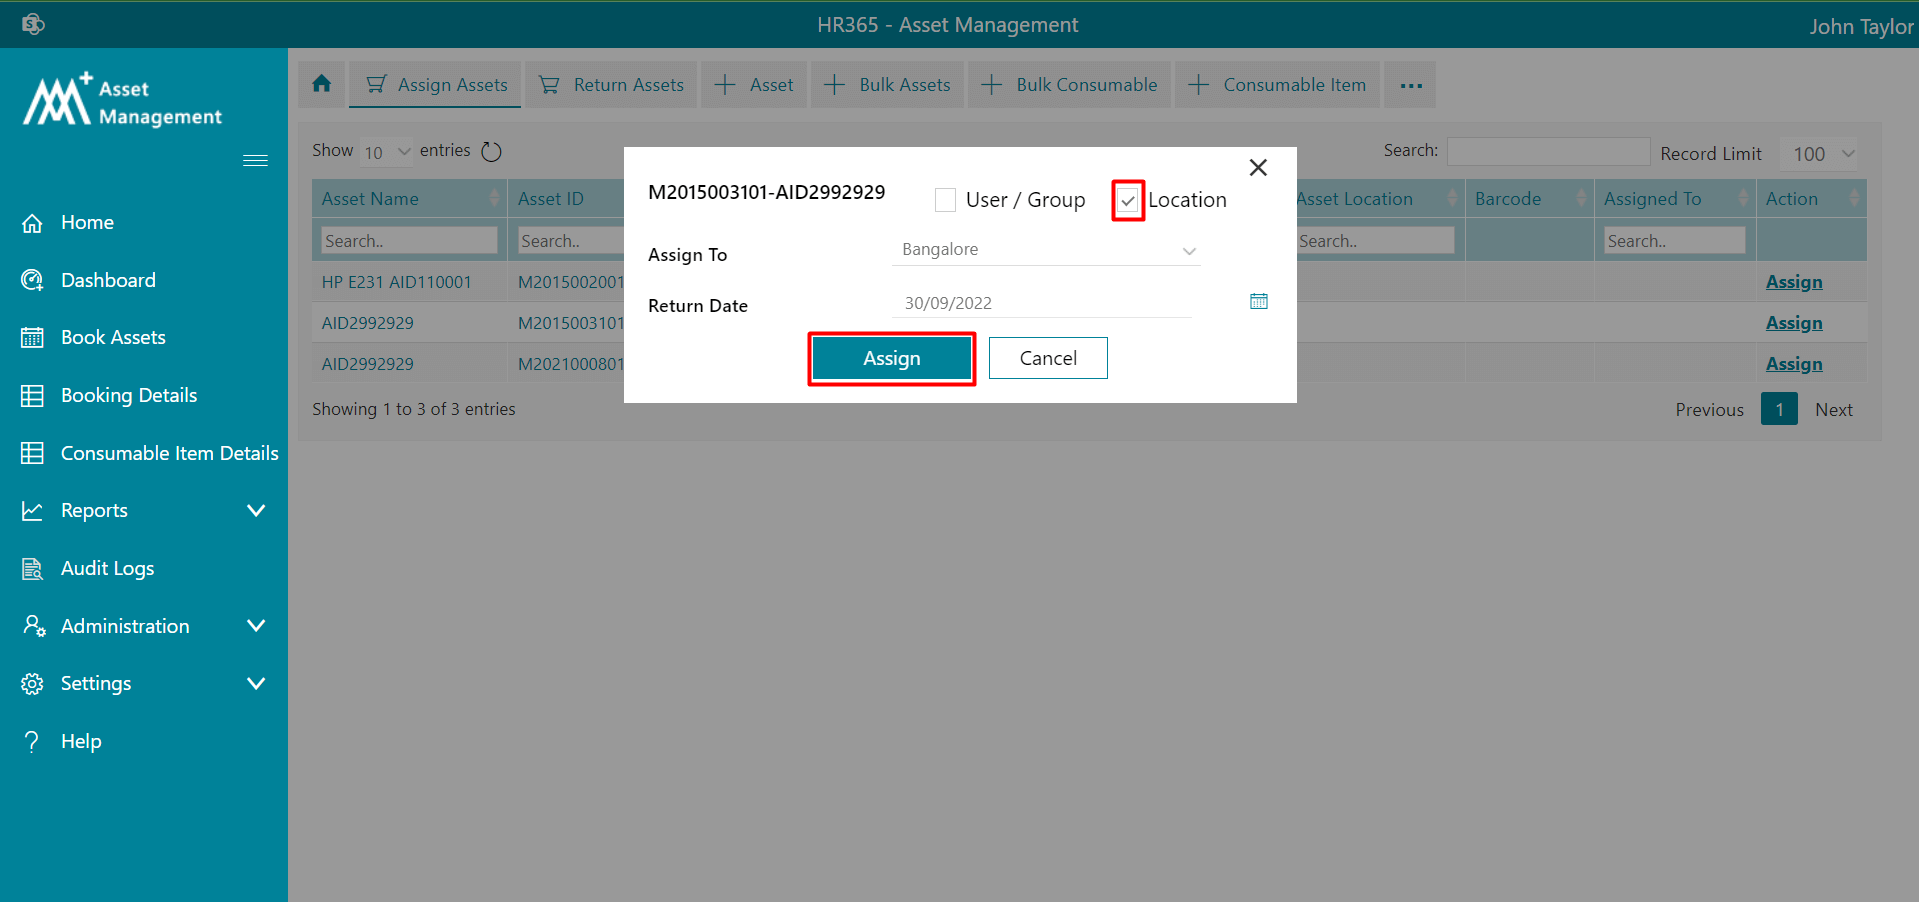 HR365 - Asset Management
John Taylor
Asset
Management
Assign Assets
Return Assets
Asset
Bulk Assets
Bulk Consumable
Consumable Item
Home
Dashboard
Book Assets
Booking Details
Consumable Item Details
Reports
Audit Logs
Administration
Settings
Help
Show 10 entries
Search:
Record Limit 100
Asset Name Asset ID Asset Location Barcode Assigned To Action
Search.. Search.. Search.. Search..
HP E231 AID110001 M2015002001 Assign
AID2992929 M2015003101 Assign
AID2992929 M2021000801 Assign
Showing 1 to 3 of 3 entries
Previous 1 Next
M2015003101-AID2992929
User / Group
Location
Assign To Bangalore
Return Date 30/09/2022
Assign Cancel